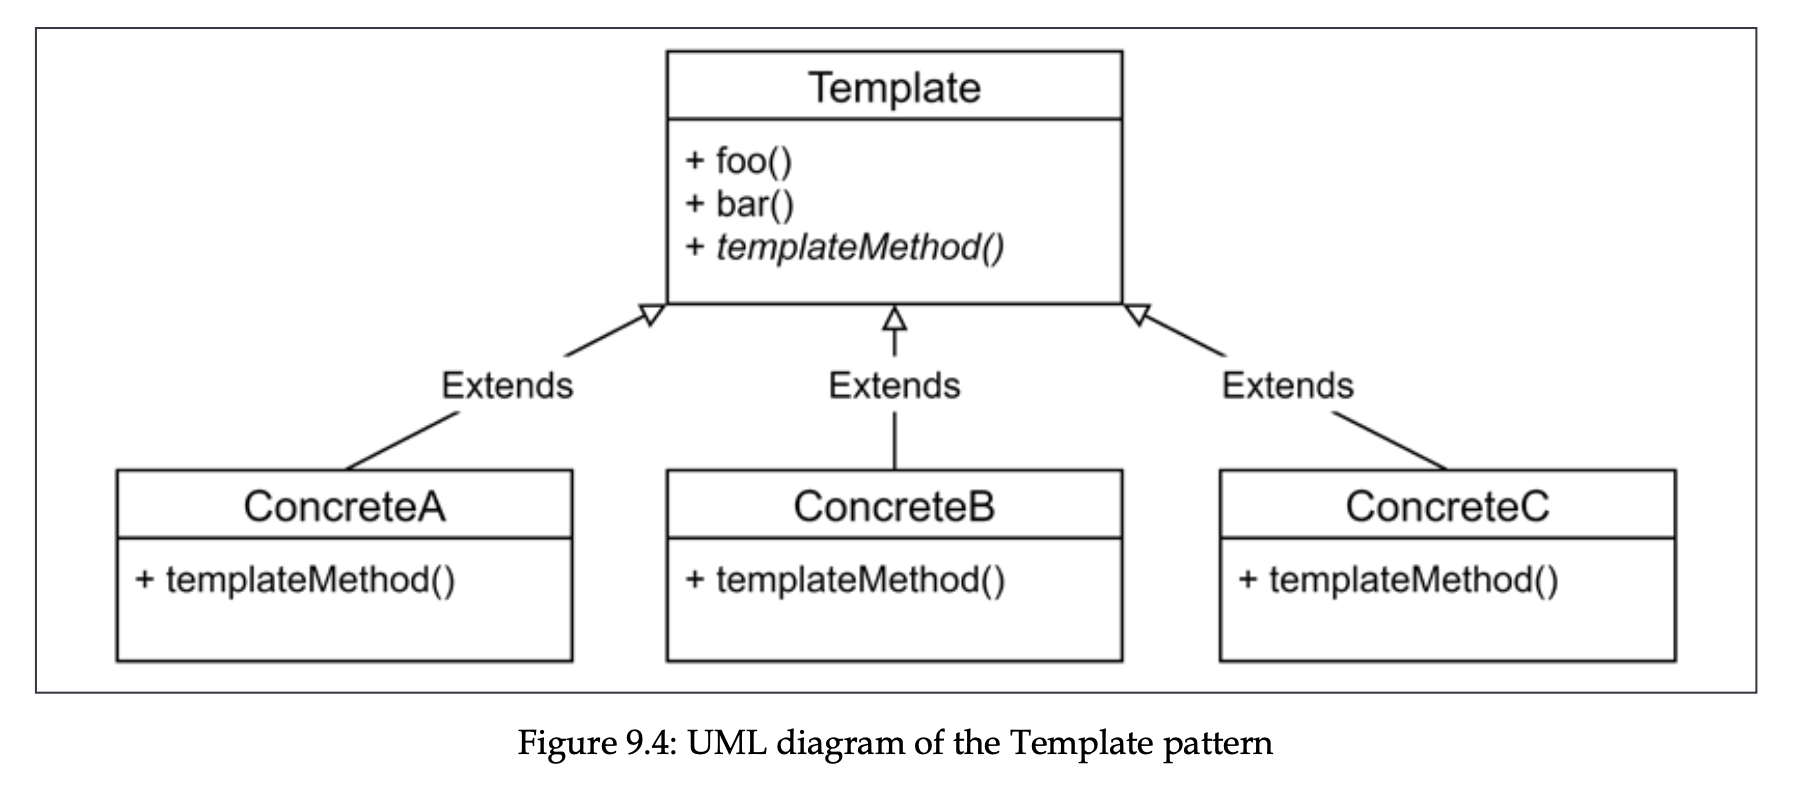 Template
+ foo()
+ bar()
+ templateMethod()
Extends
Extends
Extends
ConcreteA
+ templateMethod()
ConcreteB
+ templateMethod()
ConcreteC
+ templateMethod()
Figure 9.4: UML diagram of the Template pattern